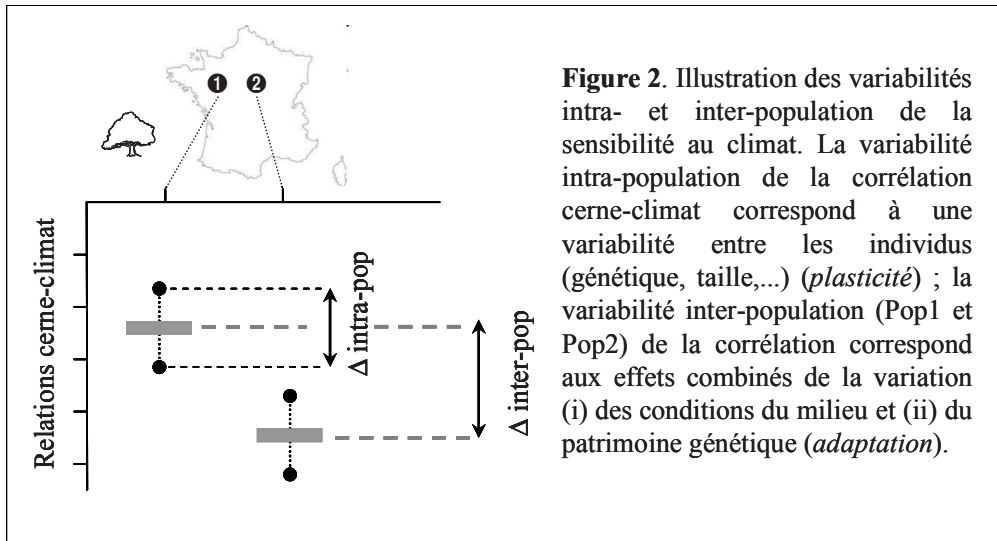 1
2
Relations cerne-climat
Δ intra-pop
Δ inter-pop
Figure 2. Illustration des variabilités
intra- et inter-population de la
sensibilité au climat. La variabilité
intra-population de la corrélation
cerne-climat correspond à une
variabilité entre les individus
(génétique, taille,...) (plasticité) ; la
variabilité inter-population (Pop1 et
Pop2) de la corrélation correspond
aux effets combinés de la variation
(i) des conditions du milieu et (ii) du
patrimoine génétique (adaptation).